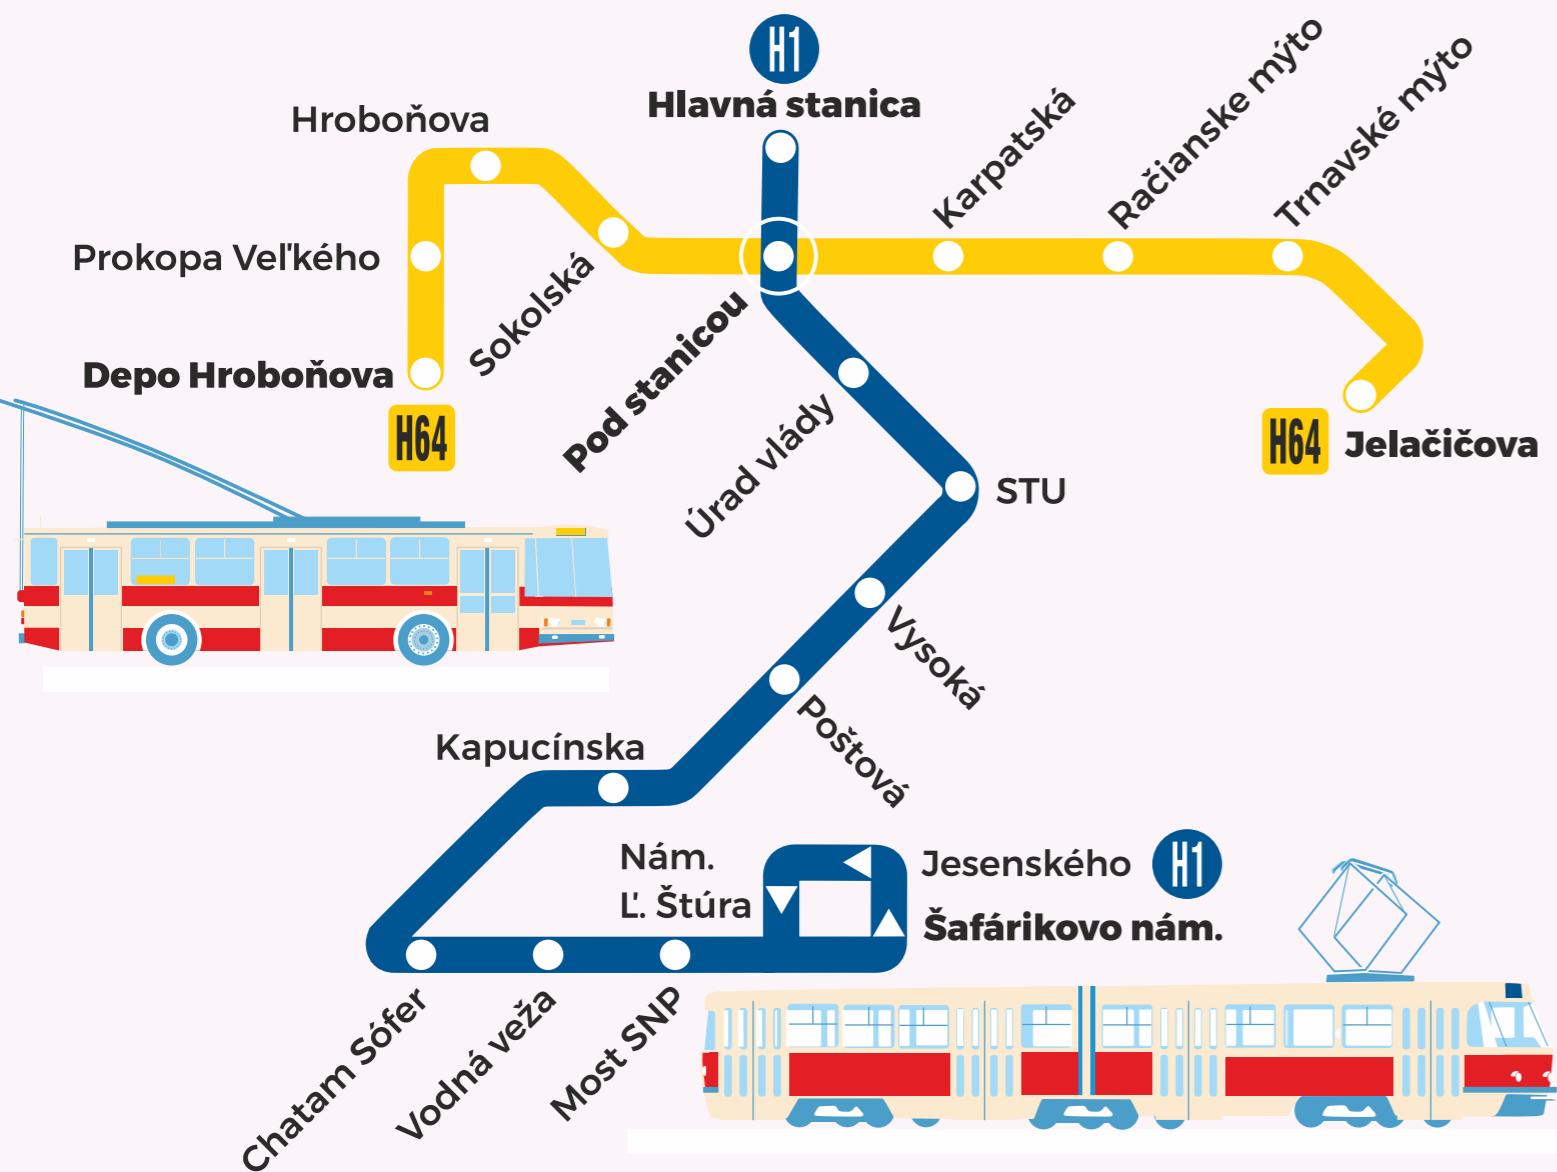 H1
Hlavná stanica
Hroboňova
Karpatská
Račianske mýto
Trnavské mýto
Prokopa Veľkého
Sokolská
Pod stanicou
Depo Hroboňova
H64
Úrad vlády
H64
Jelačičova
STU
Vysoká
Poštová
Kapucínska
Nám.
Ľ. Štúra
Jesenského
H1
Šafárikovo nám.
Chatam Sófer
Vodná veža
Most SNP